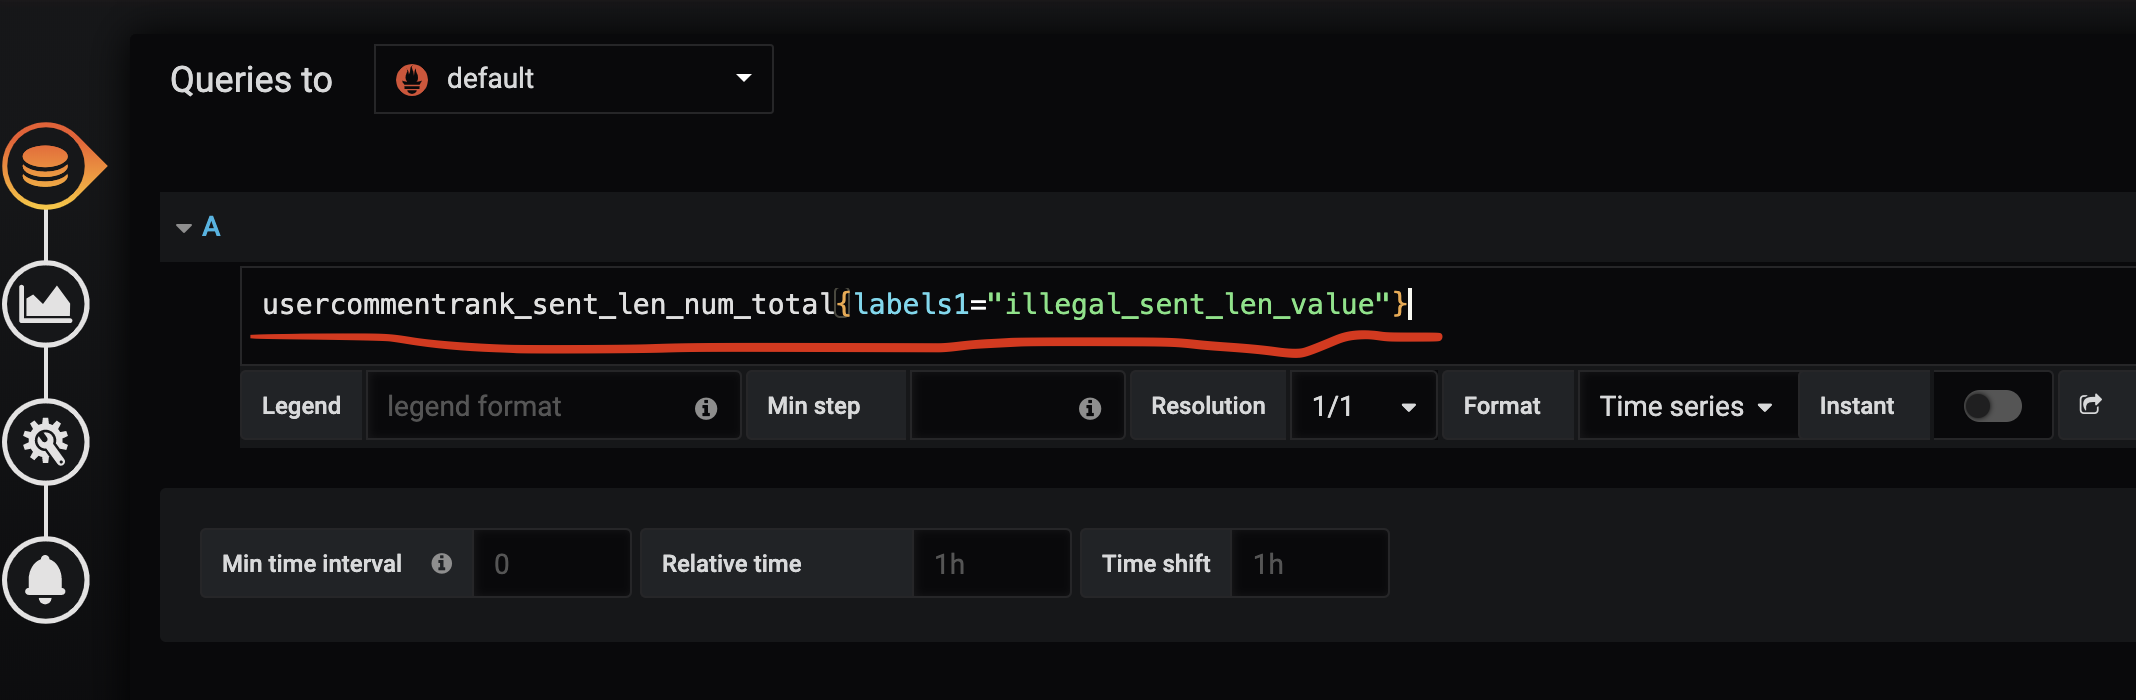 Queries to default
A
usercommentrank_sent_len_num_total{labels1="illegal_sent_len_value"}
Legend legend format Min step Resolution 1/1 Format Time series Instant
Min time interval 0 Relative time 1h Time shift 1h